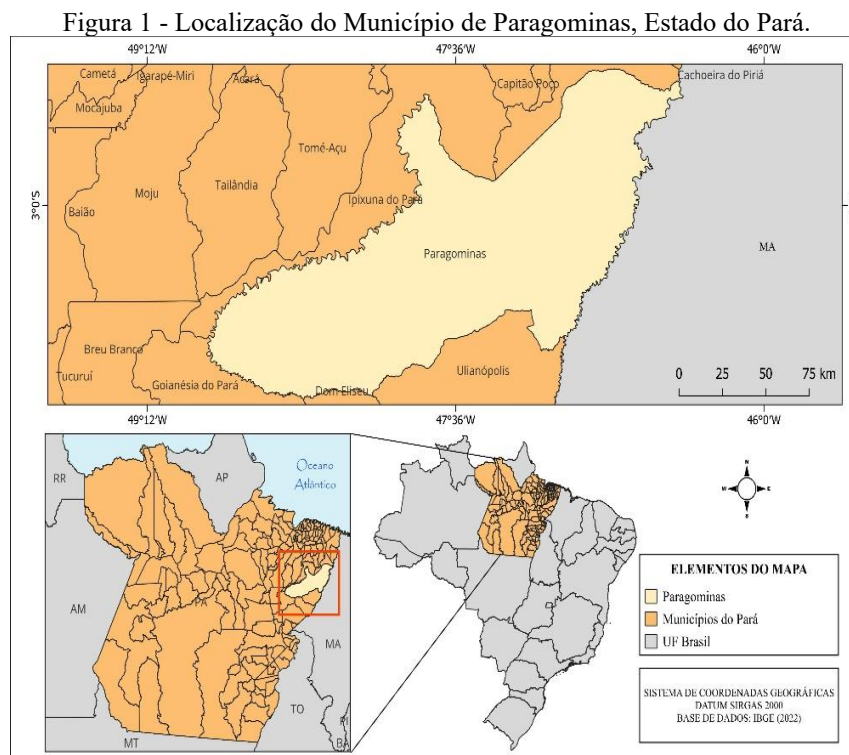 Figura 1 - Localização do Município de Paragominas, Estado do Pará.
49°12'W
47°36'W
46°0'W
Cametá
Igarapé-Miri
Acará
Capitão Poço
Cachoeira do Piriá
Mocajuba
Tomé-Açu
Moju
Tailândia
Ipixuna do Pará
3°0'S
Baião
Paragominas
MA
Breu Branco
Tucuruí
Goianésia do Pará
Dom Eliseu
Ulianópolis
0 25 50 75 km
49°12'W
47°36'W
46°0'W
RR
AP
Oceano
Atlântico
AM
PA
MA
TO
PI
BA
MT
N
W E
S
ELEMENTOS DO MAPA
Paragominas
Municípios do Pará
UF Brasil
SISTEMA DE COORDENADAS GEOGRÁFICAS
DATUM SIRGAS 2000
BASE DE DADOS: IBGE (2022)